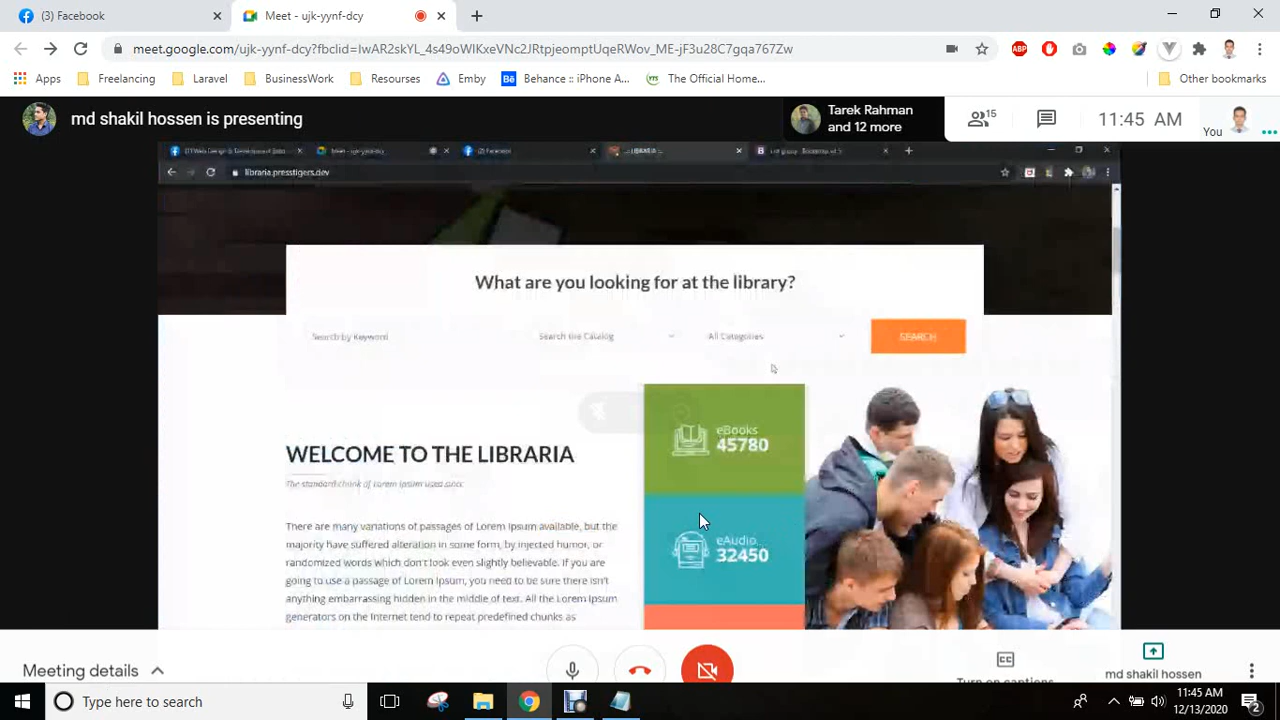 (3) Facebook
Meet - ujk-yynf-dcy
meet.google.com/ujk-yynf-dcy?fbclid=IwAR2skYL_4s49oWIKxeVNc2JRtpjeomptUqeRWov_ME-jF3u28C7gqa767Zw
Apps
Freelancing
Laravel
BusinessWork
Resourses
Emby
Behance :: iPhone A...
The Official Home...
Other bookmarks
md shakil hossen is presenting
Tarek Rahman
and 12 more
15
11:45 AM
You
libraria.presstigers.dev
What are you looking for at the library?
Search by Keyword
Search the Catalog
All Categories
SEARCH
WELCOME TO THE LIBRARIA
The standard chunk of Lorem Ipsum used since.
There are many variations of passages of Lorem Ipsum available, but the
majority have suffered alteration in some form, by injected humor, or
randomized words which don't look even slightly believable. If you are
going to use a passage of Lorem Ipsum, you need to be sure there isn't
anything embarrassing hidden in the middle of text. All the Lorem Ipsum
generators on the Internet tend to repeat predefined chunks as
eBooks
45780
eAudio
32450
Meeting details
Turn on captions
md shakil hossen
Type here to search
11:45 AM
12/13/2020
2